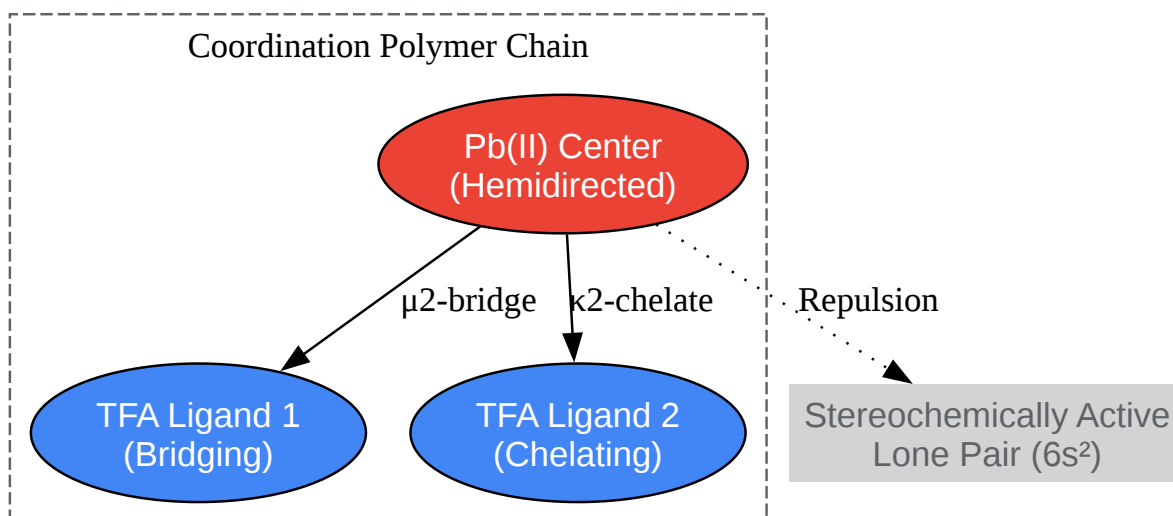 Coordination Polymer Chain
Pb(II) Center
(Hemidirected)
μ2-bridge
κ2-chelate
Repulsion
TFA Ligand 1
(Bridging)
TFA Ligand 2
(Chelating)
Stereochemically Active
Lone Pair (6s²)